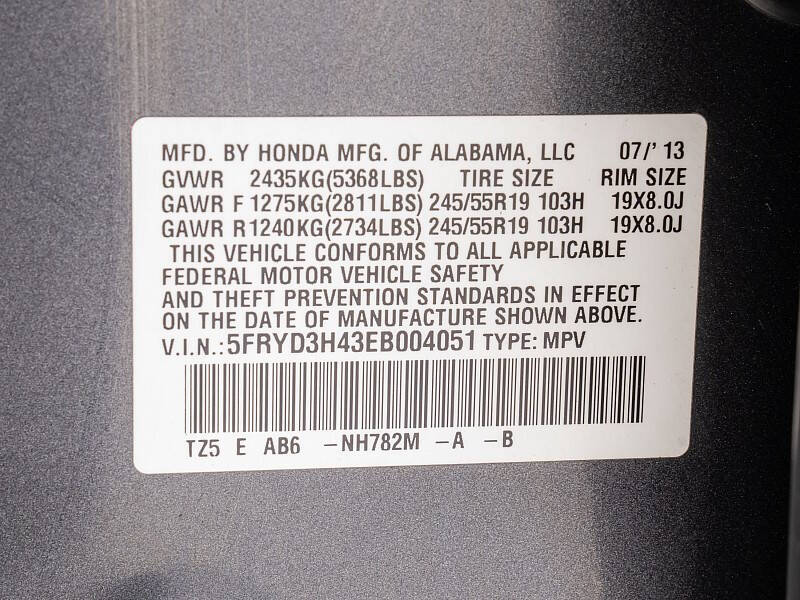 MFD. BY HONDA MFG. OF ALABAMA, LLC 07/' 13
GVWR 2435KG(5368LBS) TIRE SIZE RIM SIZE
GAWR F 1275KG(2811LBS) 245/55R19 103H 19X8.0J
GAWR R 1240KG(2734LBS) 245/55R19 103H 19X8.0J
THIS VEHICLE CONFORMS TO ALL APPLICABLE
FEDERAL MOTOR VEHICLE SAFETY
AND THEFT PREVENTION STANDARDS IN EFFECT
ON THE DATE OF MANUFACTURE SHOWN ABOVE.
V.I.N.: 5FRYD3H43EB004051 TYPE: MPV
TZ5 E AB6 -NH782M -A -B